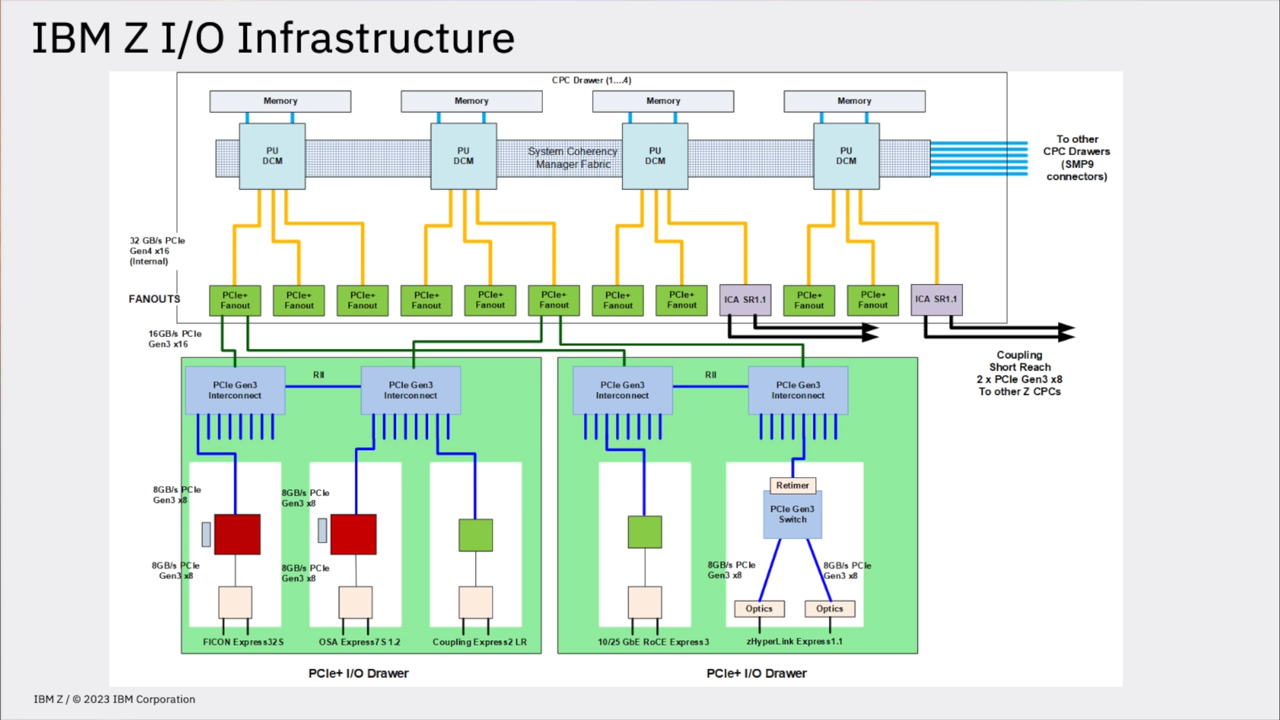 IBM Z I/O Infrastructure
CPC Drawer (1....4)
Memory
Memory
Memory
Memory
PU
DCM
PU
DCM
System Coherency
Manager Fabric
PU
DCM
PU
DCM
To other
CPC Drawers
(SMP9
connectors)
32 GB/s PCIe
Gen4 x16
(Internal)
FANOUTS
PCIe+
Fanout
PCIe+
Fanout
PCIe+
Fanout
PCIe+
Fanout
PCIe+
Fanout
PCIe+
Fanout
PCIe+
Fanout
PCIe+
Fanout
ICA SR1.1
PCIe+
Fanout
PCIe+
Fanout
ICA SR1.1
16GB/s PCIe
Gen3 x16
Coupling
Short Reach
2 x PCIe Gen3 x8
To other Z CPCs
PCIe Gen3
Interconnect
RII
PCIe Gen3
Interconnect
PCIe Gen3
Interconnect
RII
PCIe Gen3
Interconnect
8GB/s PCIe
Gen3 x8
8GB/s PCIe
Gen3 x8
Retimer
PCIe Gen3
Switch
8GB/s PCIe
Gen3 x8
8GB/s PCIe
Gen3 x8
8GB/s PCIe
Gen3 x8
8GB/s PCIe
Gen3 x8
Optics
Optics
FICON Express32S
OSA Express7S 1.2
Coupling Express2 LR
10/25 GbE RoCE Express3
zHyperLink Express1.1
PCIe+ I/O Drawer
PCIe+ I/O Drawer
IBM Z / © 2023 IBM Corporation